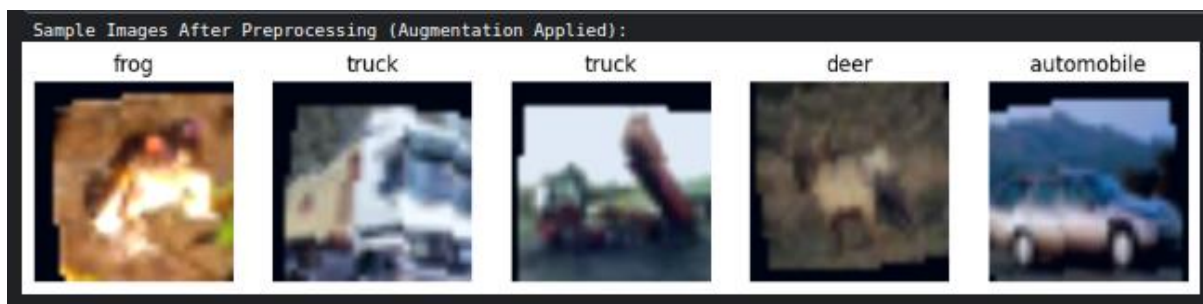 Sample Images After Preprocessing (Augmentation Applied):
frog truck truck deer automobile